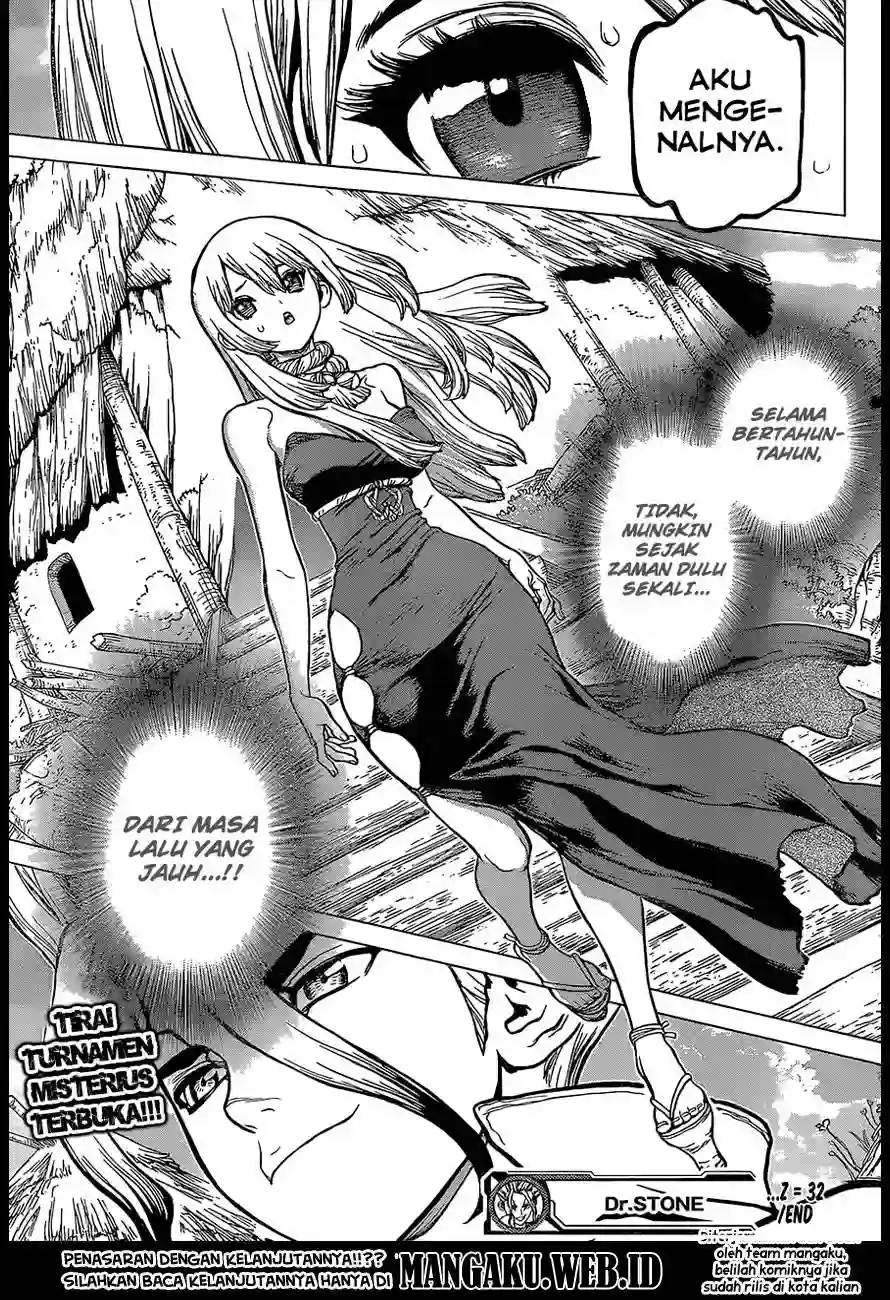 AKU
MENGE-
NALNYA.
SELAMA
BERTAHUN-
TAHUN,
TIDAK,
MUNGKIN
SEJAK
ZAMAN DULU
SEKALI...
DARI MASA
LALU YANG
JAUH...!!
TIRAI
TURNAMEN
MISTERIUS
TERBUKA!!!
Dr.STONE
...Z = 32
/END
PENASARAN DENGAN KELANJUTANNYA!!??
SILAHKAN BACA KELANJUTANNYA HANYA DI
MANGAKU.WEB.ID
oleh team mangaku,
belilah komiknya jika
sudah rilis di kota kalian